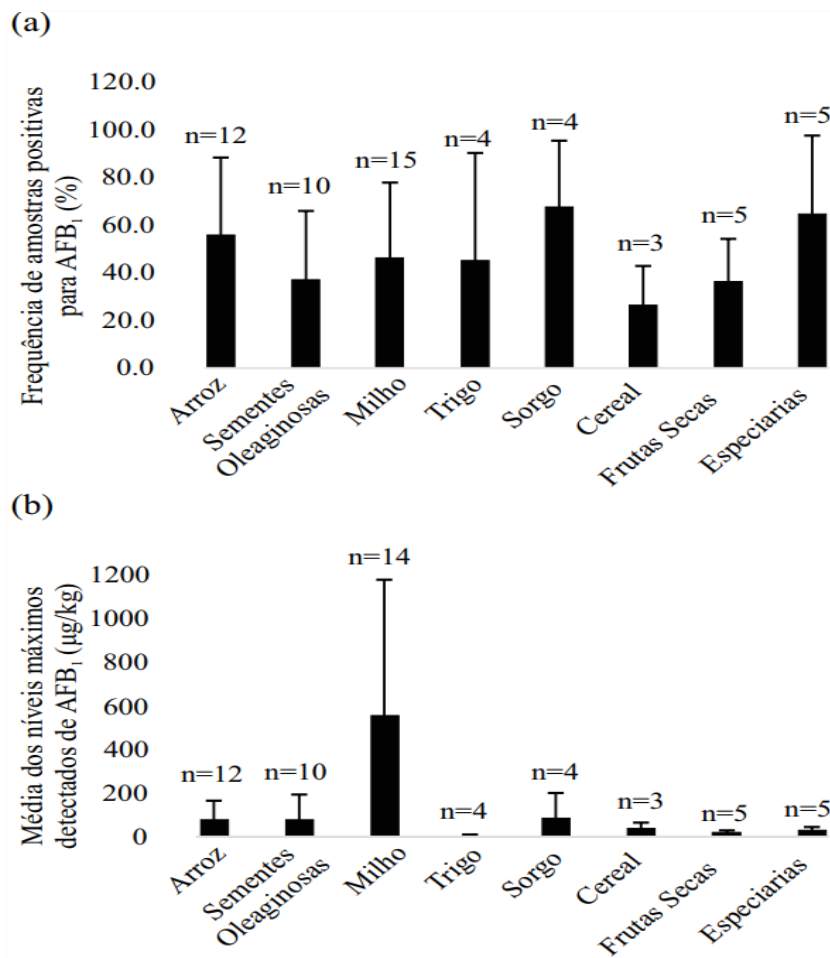 (a)
Frequência de amostras positivas
para AFB₁ (%)
120.0
100.0
80.0
60.0
40.0
20.0
0.0
n=12
n=10
n=15
n=4
n=4
n=3
n=5
n=5
Arroz
Sementes
Oleaginosas
Milho
Trigo
Sorgo
Cereal
Frutas Secas
Especiarias
(b)
Média dos níveis máximos
detectados de AFB₁ (µg/kg)
1200
1000
800
600
400
200
0
n=12
n=10
n=14
n=4
n=4
n=3
n=5
n=5
Arroz
Sementes
Oleaginosas
Milho
Trigo
Sorgo
Cereal
Frutas Secas
Especiarias